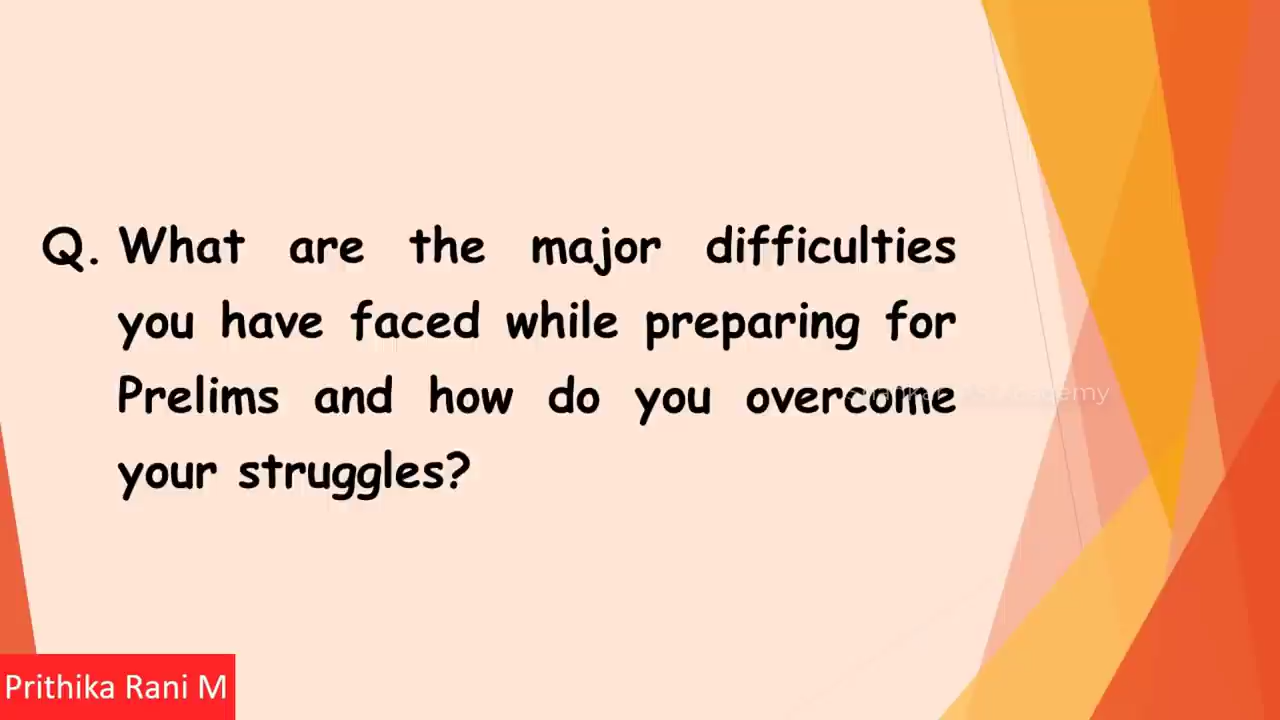 Q. What are the major difficulties
you have faced while preparing for
Prelims and how do you overcome
your struggles?
Prithika Rani M